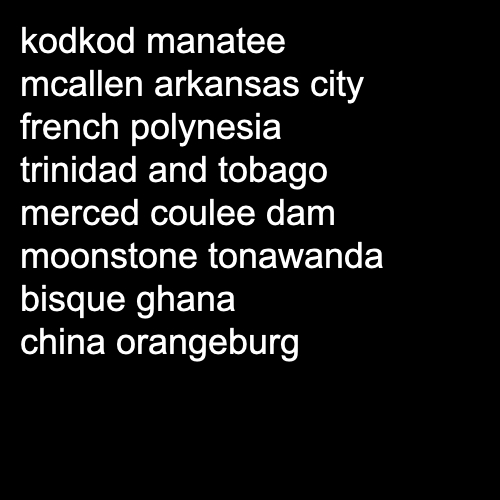 kodkod manatee
mcallen arkansas city
french polynesia
trinidad and tobago
merced coulee dam
moonstone tonawanda
bisque ghana
china orangeburg